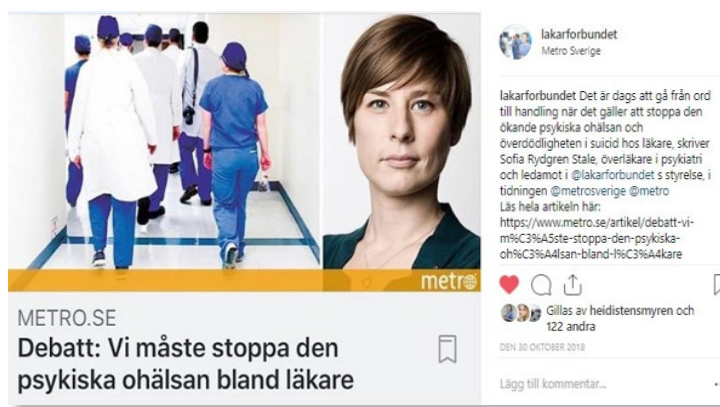 metro
METRO.SE
Debatt: Vi måste stoppa den
psykiska ohälsan bland läkare
lakarforbundet
Metro Sverige
lakarforbundet Det är dags att gå från ord
till handling när det gäller att stoppa den
ökande psykiska ohälsan och
överdödligheten i suicid hos läkare, skriver
Sofia Rydgren Stale, överläkare i psykiatri
och ledamot i @lakarforbundet s styrelse, i
tidningen @metrosverige @metro
Läs hela artikeln här:
https://www.metro.se/artikel/debatt-vi-
m%C3%A5ste-stoppa-den-psykiska-
oh%C3%A4lsan-bland-l%C3%A4kare
Gillas av heidistensmyren och
122 andra
DEN 30 OKTOBER 2018
Lägg till kommentar...